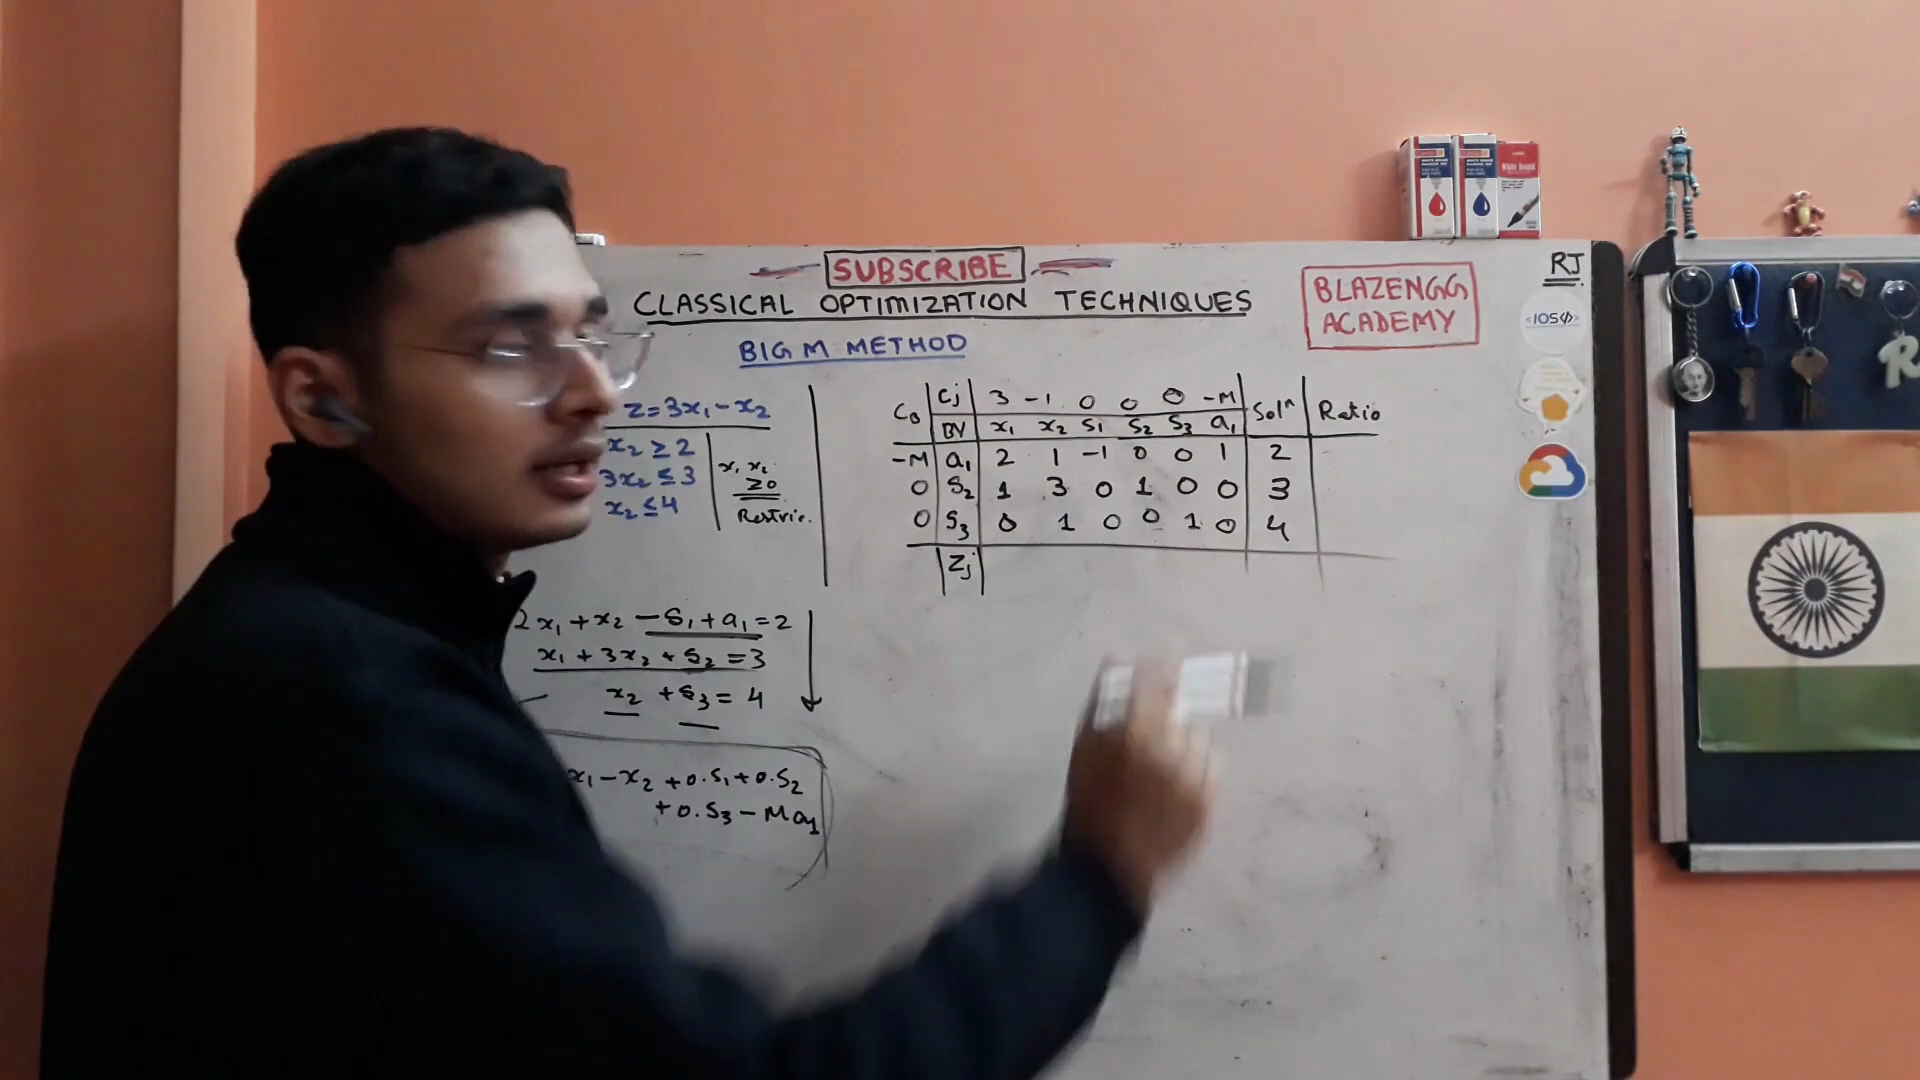 SUBSCRIBE
CLASSICAL OPTIMIZATION TECHNIQUES
BIG M METHOD
BLAZENGG
ACADEMY
RJ
<IOS/>
Z=3x₁-x₂
x₂ ≥ 2
3x₂ ≤ 3
x₂ ≤ 4
x₁ x₂
≥0
Restric.
2x₁+x₂ -S₁+a₁=2
x₁+3x₂+S₂=3
x₂ +S₃=4
x₁-x₂+0.S₁+0.S₂
+0.S₃-Ma₁
C_B Cj 3 -1 0 0 0 -M Solⁿ Ratio
BV x₁ x₂ S₁ S₂ S₃ a₁
-M a₁ 2 1 -1 0 0 1 2
0 S₂ 1 3 0 1 0 0 3
0 S₃ 0 1 0 0 1 0 4
Zj